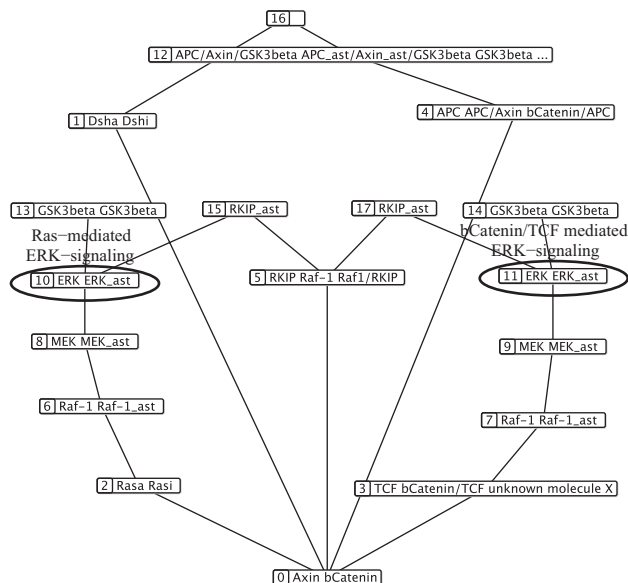 16
12 APC/Axin/GSK3beta APC_ast/Axin_ast/GSK3beta GSK3beta ...
1 Dsha Dshi
4 APC APC/Axin bCatenin/APC
13 GSK3beta GSK3beta
15 RKIP_ast
17 RKIP_ast
14 GSK3beta GSK3beta
Ras-mediated
ERK-signaling
bCatenin/TCF mediated
ERK-signaling
10 ERK ERK_ast
5 RKIP Raf-1 Raf1/RKIP
11 ERK ERK_ast
8 MEK MEK_ast
9 MEK MEK_ast
6 Raf-1 Raf-1_ast
7 Raf-1 Raf-1_ast
2 Rasa Rasi
3 TCF bCatenin/TCF unknown molecule X
0 Axin bCatenin